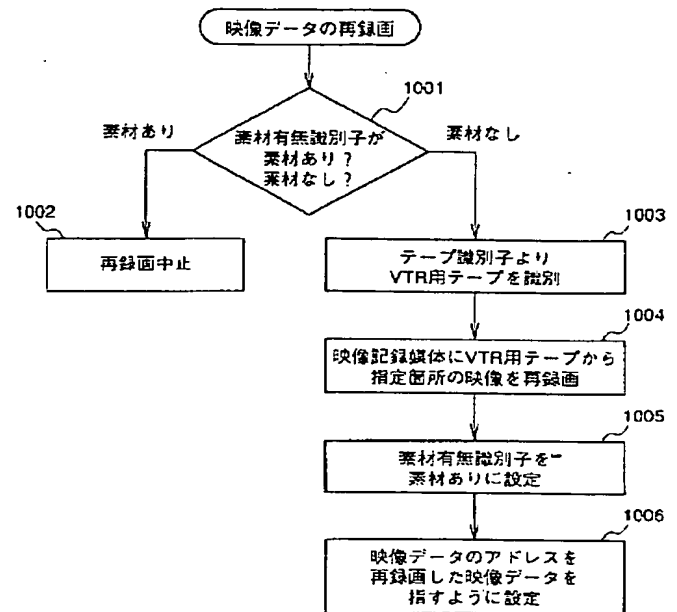 映像データの再録画
1001
素材あり
素材有無識別子が
素材あり?
素材なし?
素材なし
1002
再録画中止
1003
テープ識別子より
VTR用テープを識別
1004
映像記録媒体にVTR用テープから
指定箇所の映像を再録画
1005
素材有無識別子を
素材ありに設定
1006
映像データのアドレスを
再録画した映像データを
指すように設定